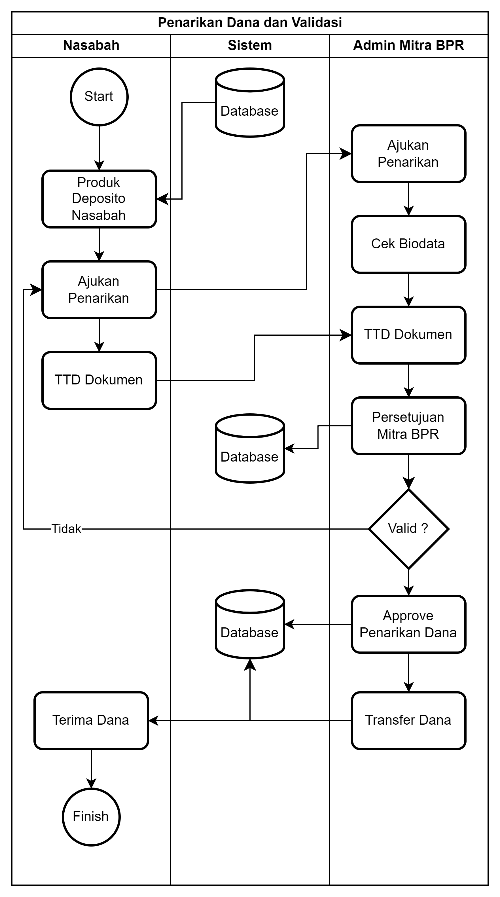 Penarikan Dana dan Validasi
Nasabah
Sistem
Admin Mitra BPR
Start
Database
Ajukan
Penarikan
Produk
Deposito
Nasabah
Cek Biodata
Ajukan
Penarikan
TTD Dokumen
TTD Dokumen
Persetujuan
Mitra BPR
Database
Valid ?
Tidak
Approve
Penarikan Dana
Database
Terima Dana
Transfer Dana
Finish